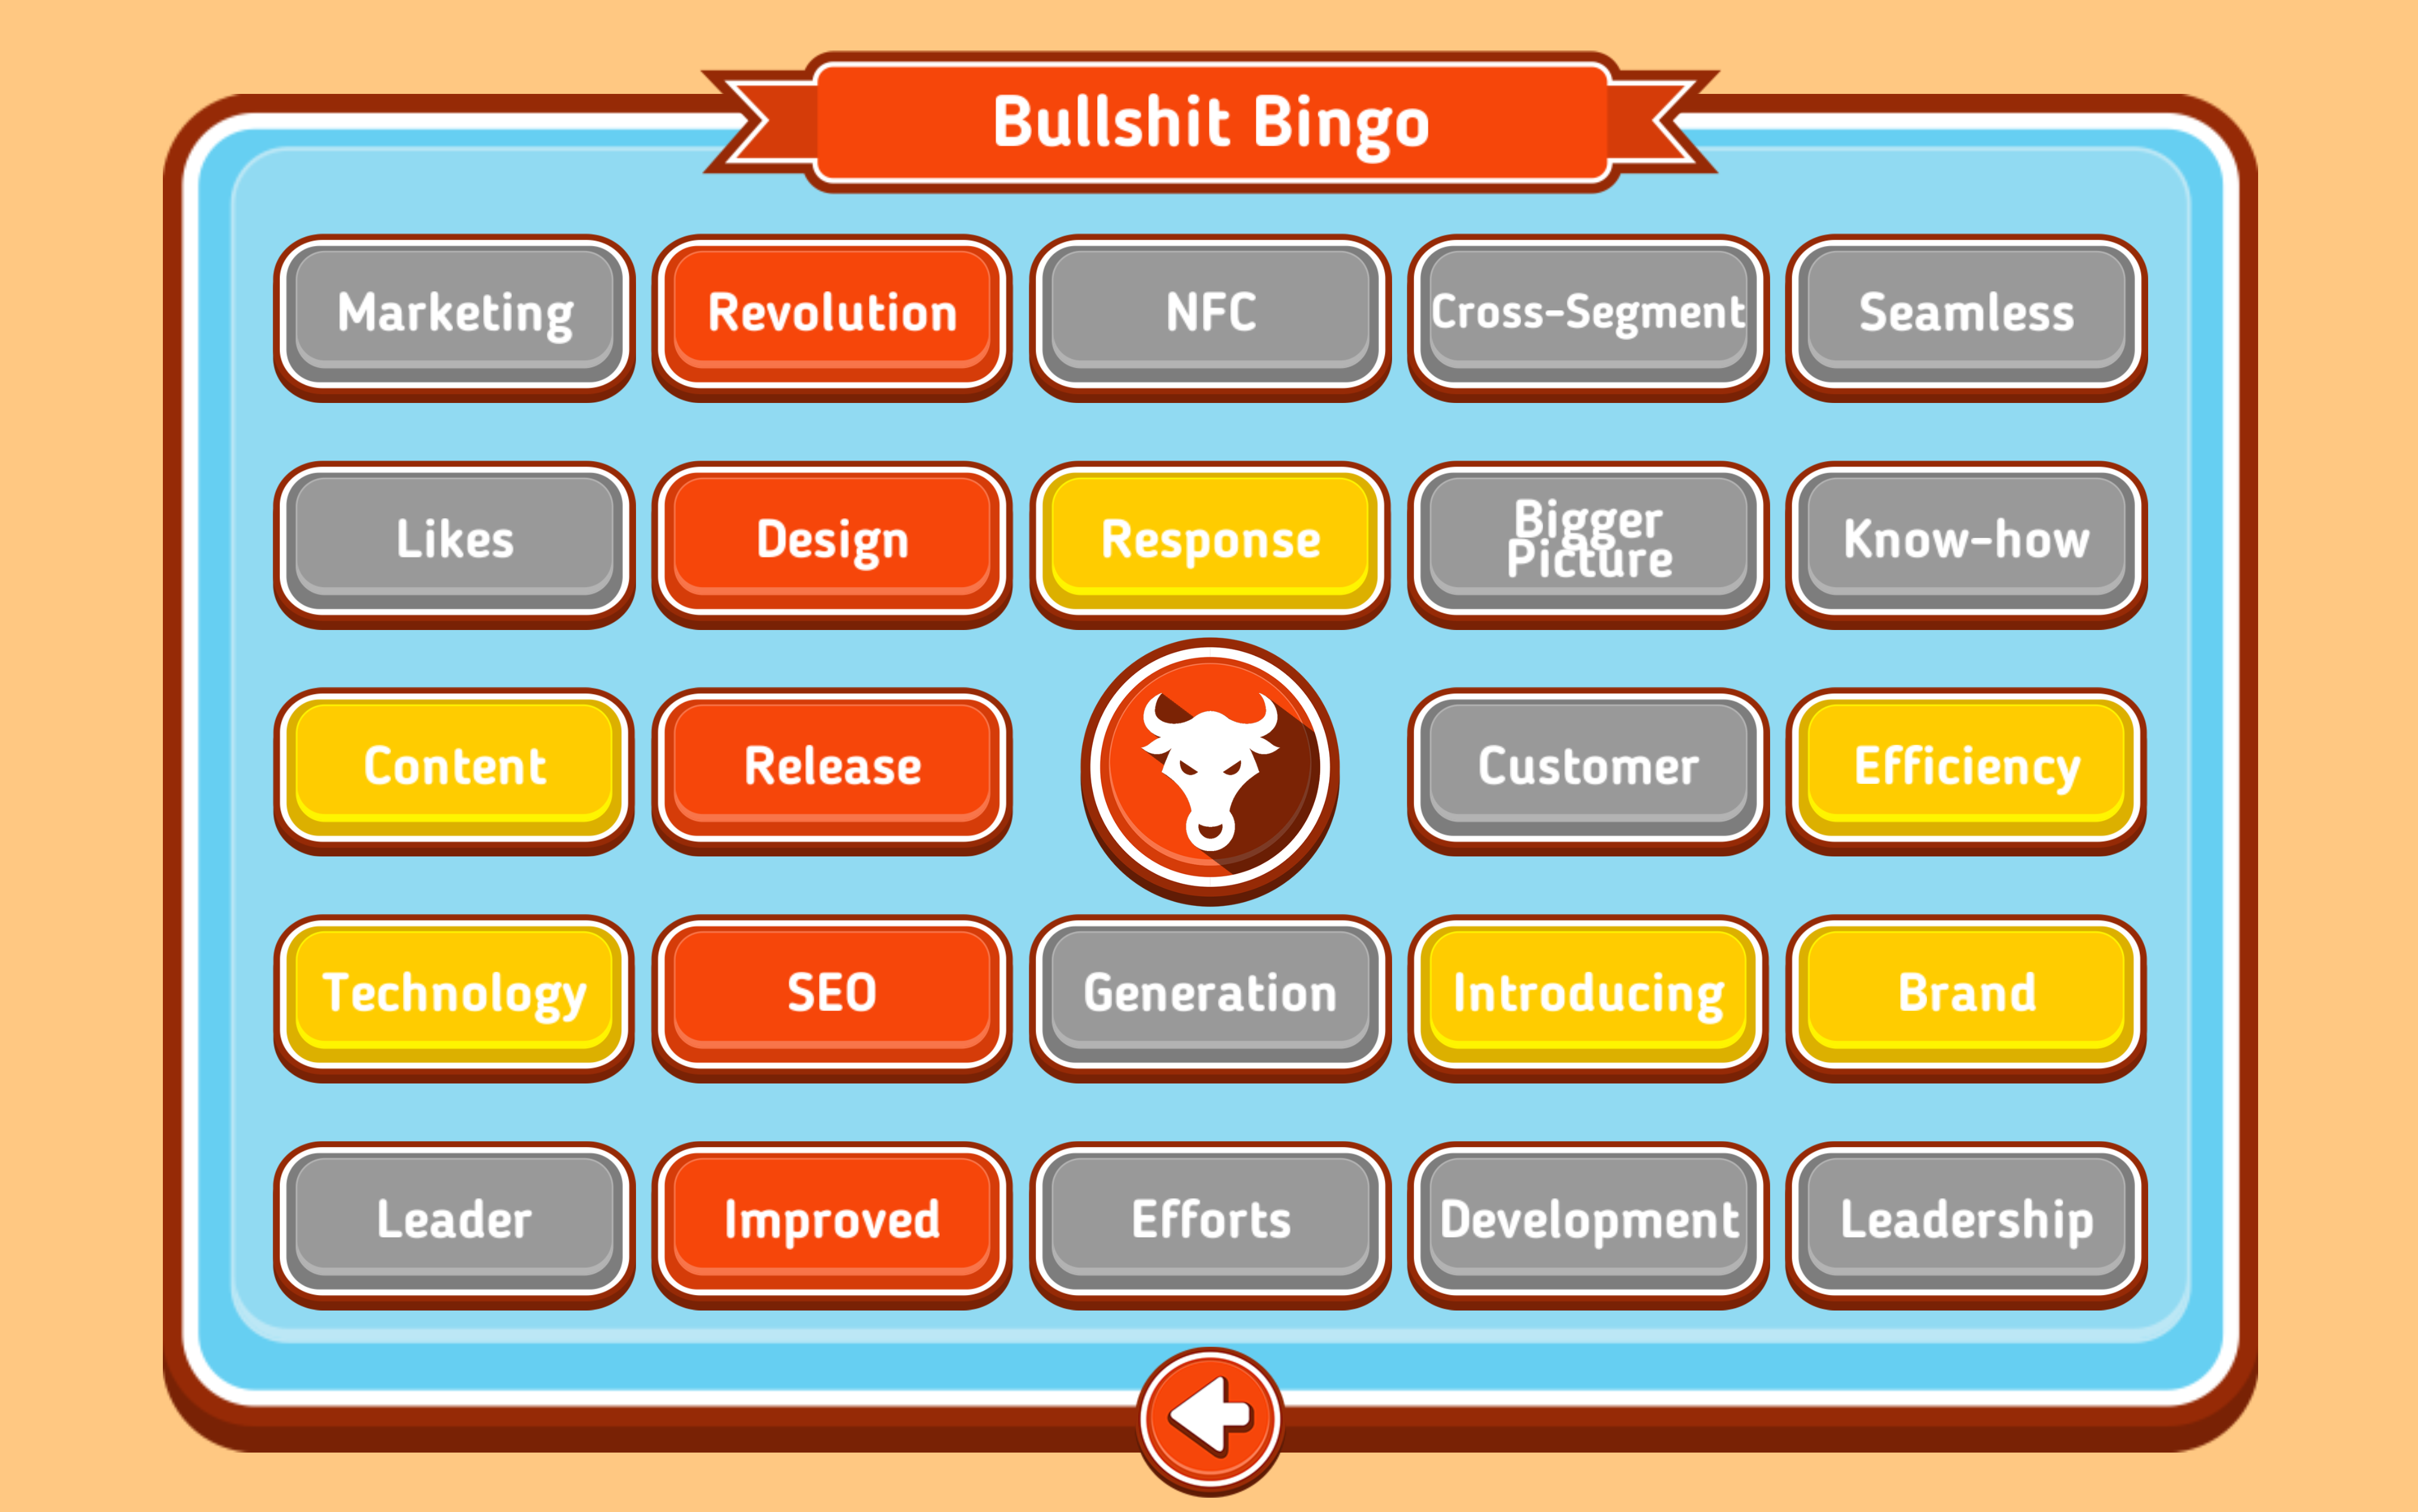 Bullshit Bingo
Marketing
Revolution
NFC
Cross-Segment
Seamless
Likes
Design
Response
Bigger
Picture
Know-how
Content
Release
Customer
Efficiency
Technology
SEO
Generation
Introducing
Brand
Leader
Improved
Efforts
Development
Leadership